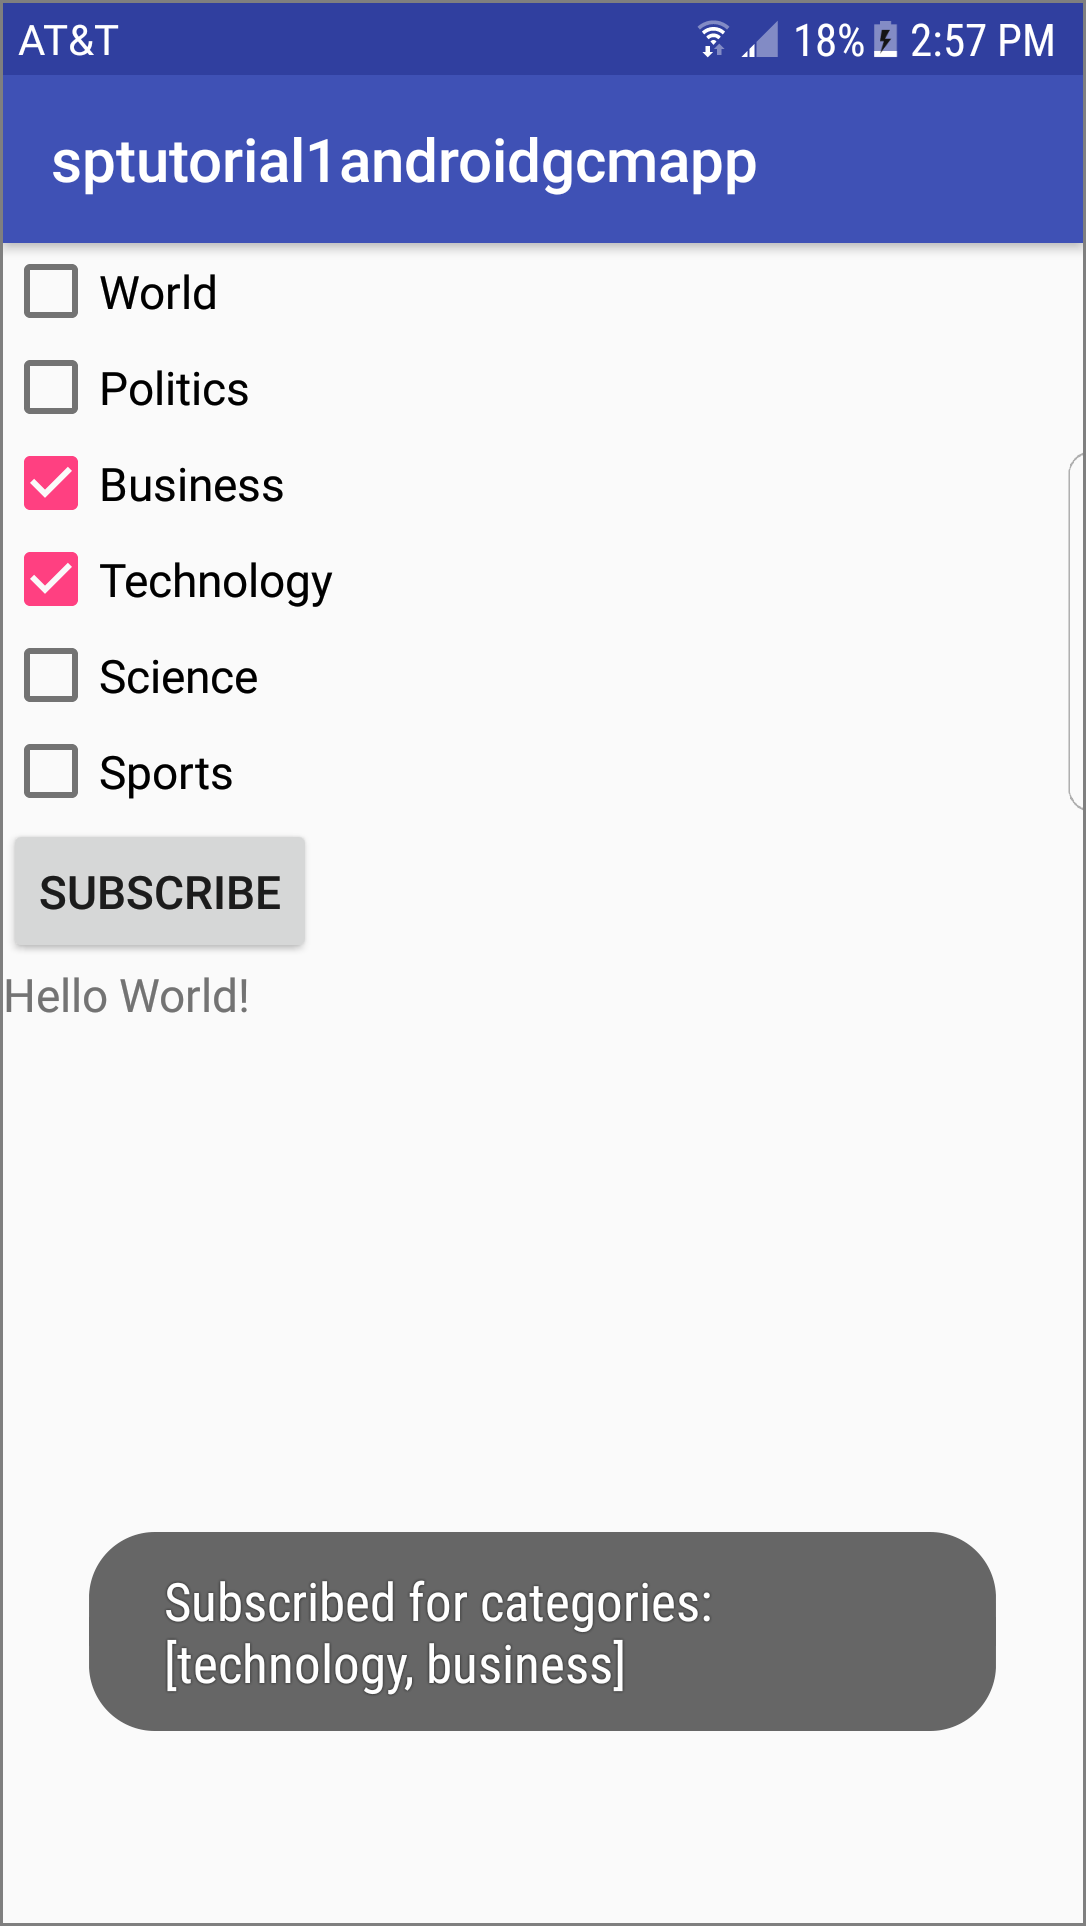 AT&T 18% 2:57 PM
sptutorial1androidgcmapp
World
Politics
Business
Technology
Science
Sports
SUBSCRIBE
Hello World!
Subscribed for categories:
[technology, business]